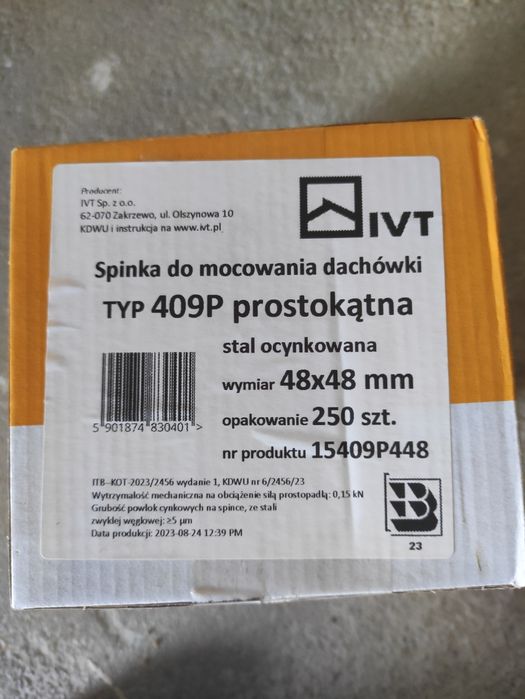 Producent:
IVT Sp. z o.o.
62-070 Zakrzewo, ul. Olszynowa 10
KDWU i instrukcja na www.ivt.pl
IVT
Spinka do mocowania dachówki
TYP 409P prostokątna
stal ocynkowana
wymiar 48x48 mm
opakowanie 250 szt.
nr produktu 15409P448
5 901874 830401 >
ITB-KOT-2023/2456 wydanie 1, KDWU nr 6/2456/23
Wytrzymałość mechaniczna na obciążenie siłą prostopadłą: 0,15 kN
Grubość powłok cynkowych na spince, ze stali
zwykłej węglowej: ≥5 µm
Data produkcji: 2023-08-24 12:39 PM
B
23